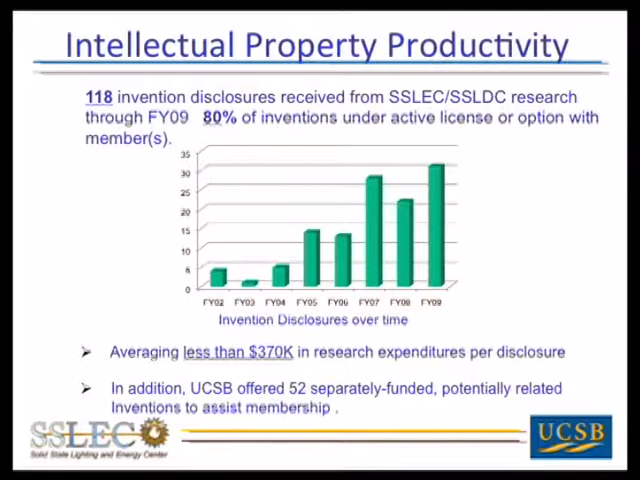 Intellectual Property Productivity
118 invention disclosures received from SSLEC/SSLDC research
through FY09 80% of inventions under active license or option with
member(s).
35
30
25
20
15
10
5
0
FY02 FY03 FY04 FY05 FY06 FY07 FY08 FY09
Invention Disclosures over time
Averaging less than $370K in research expenditures per disclosure
In addition, UCSB offered 52 separately-funded, potentially related
Inventions to assist membership .
SSLEC
Solid State Lighting and Energy Center
UCSB